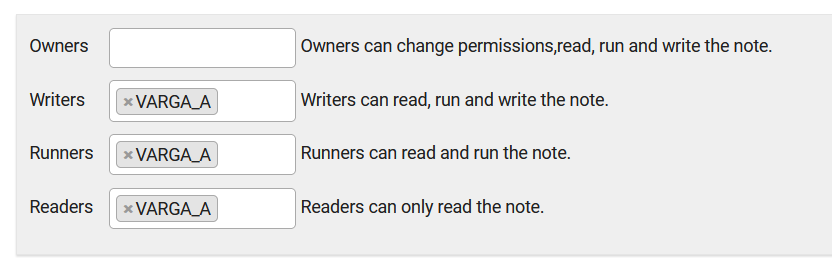 Owners Owners can change permissions,read, run and write the note.
Writers ×VARGA_A Writers can read, run and write the note.
Runners ×VARGA_A Runners can read and run the note.
Readers ×VARGA_A Readers can only read the note.